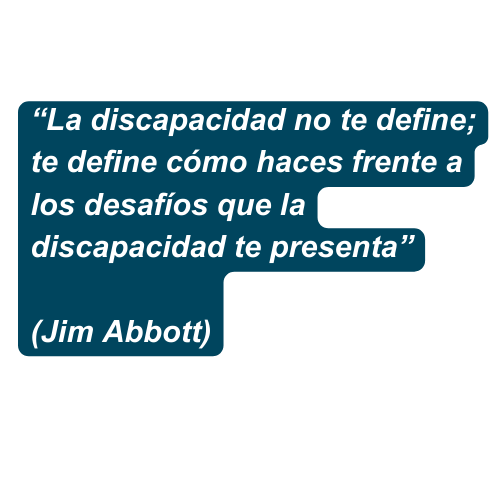 “La discapacidad no te define;
te define cómo haces frente a
los desafíos que la
discapacidad te presenta”
(Jim Abbott)